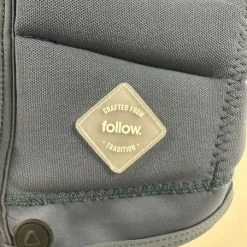 CRAFTED FROM
follow.
• TRADITION •